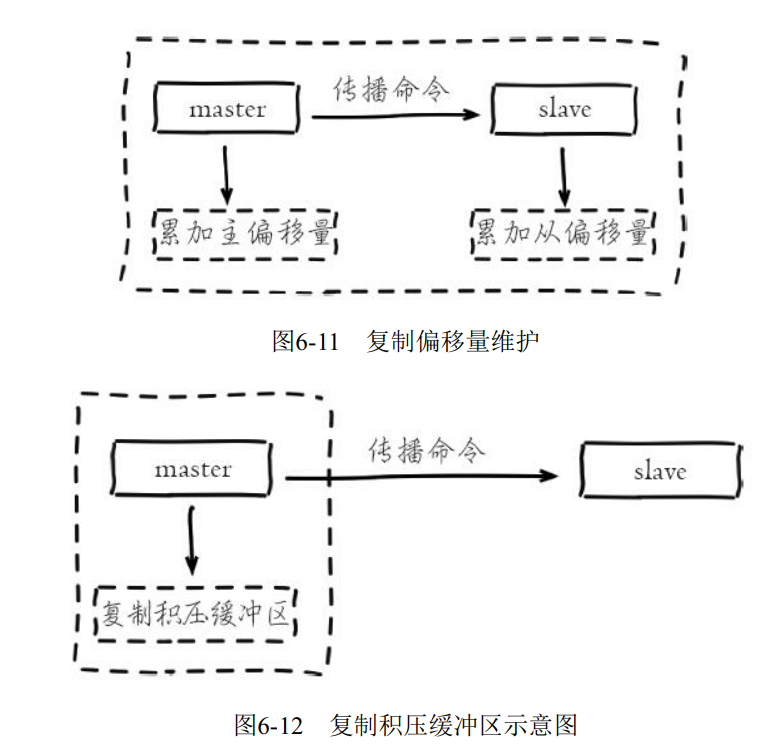 传播命令
master
slave
累加主偏移量
累加从偏移量
图6-11 复制偏移量维护
传播命令
master
slave
复制积压缓冲区
图6-12 复制积压缓冲区示意图